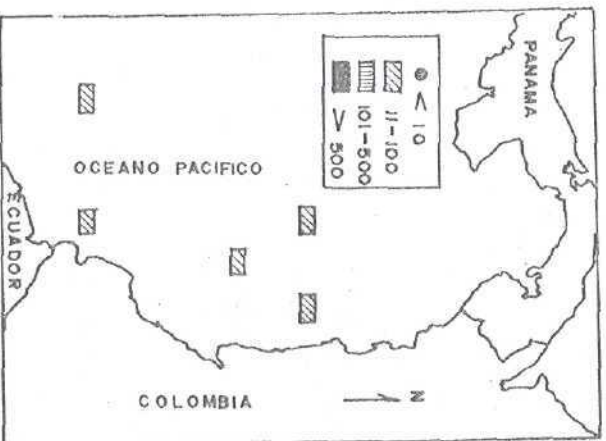 PANAMA
● < 10
11-100
101-500
> 500
OCEANO PACIFICO
ECUADOR
COLOMBIA
N